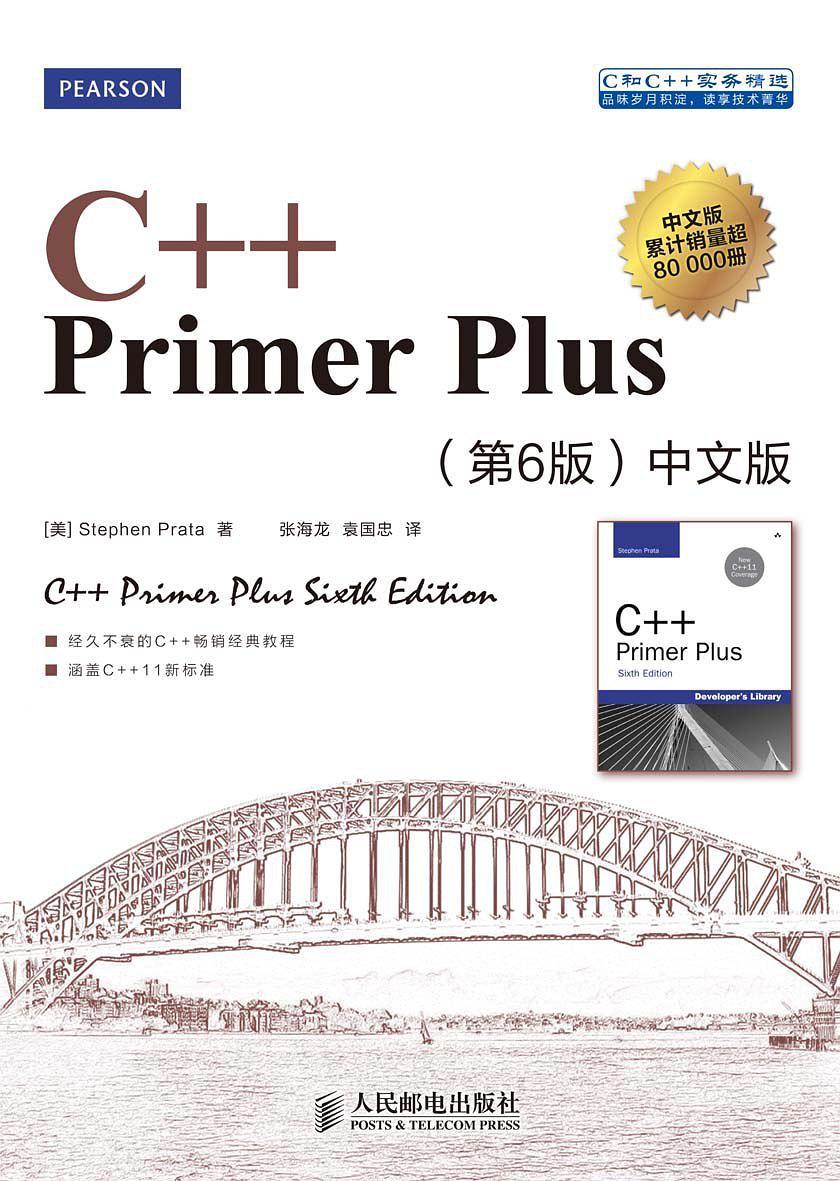 PEARSON
C和C++实务精选
品味岁月积淀，读享技术菁华
中文版
累计销量超
80 000册
C++
Primer Plus
（第6版）中文版
[美] Stephen Prata 著 张海龙 袁国忠 译
C++ Primer Plus Sixth Edition
■ 经久不衰的C++畅销经典教程
■ 涵盖C++11新标准
Stephen Prata
New
C++11
Coverage
C++
Primer Plus
Sixth Edition
Developer's Library
人民邮电出版社
POSTS & TELECOM PRESS